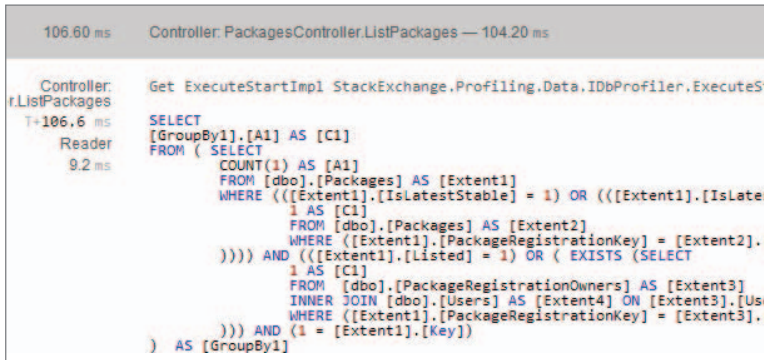 106.60 ms Controller: PackagesController.ListPackages — 104.20 ms
Controller:
r.ListPackages
T+106.6 ms
Reader
9.2 ms
Get ExecuteStartImpl StackExchange.Profiling.Data.IDbProfiler.ExecuteS
SELECT
[GroupBy1].[A1] AS [C1]
FROM ( SELECT
COUNT(1) AS [A1]
FROM [dbo].[Packages] AS [Extent1]
WHERE (([Extent1].[IsLatestStable] = 1) OR (([Extent1].[IsLate
1 AS [C1]
FROM [dbo].[Packages] AS [Extent2]
WHERE ([Extent1].[PackageRegistrationKey] = [Extent2].
)))) AND (([Extent1].[Listed] = 1) OR ( EXISTS (SELECT
1 AS [C1]
FROM [dbo].[PackageRegistrationOwners] AS [Extent3]
INNER JOIN [dbo].[Users] AS [Extent4] ON [Extent3].[Us
WHERE ([Extent1].[PackageRegistrationKey] = [Extent3].
))) AND (1 = [Extent1].[Key])
) AS [GroupBy1]